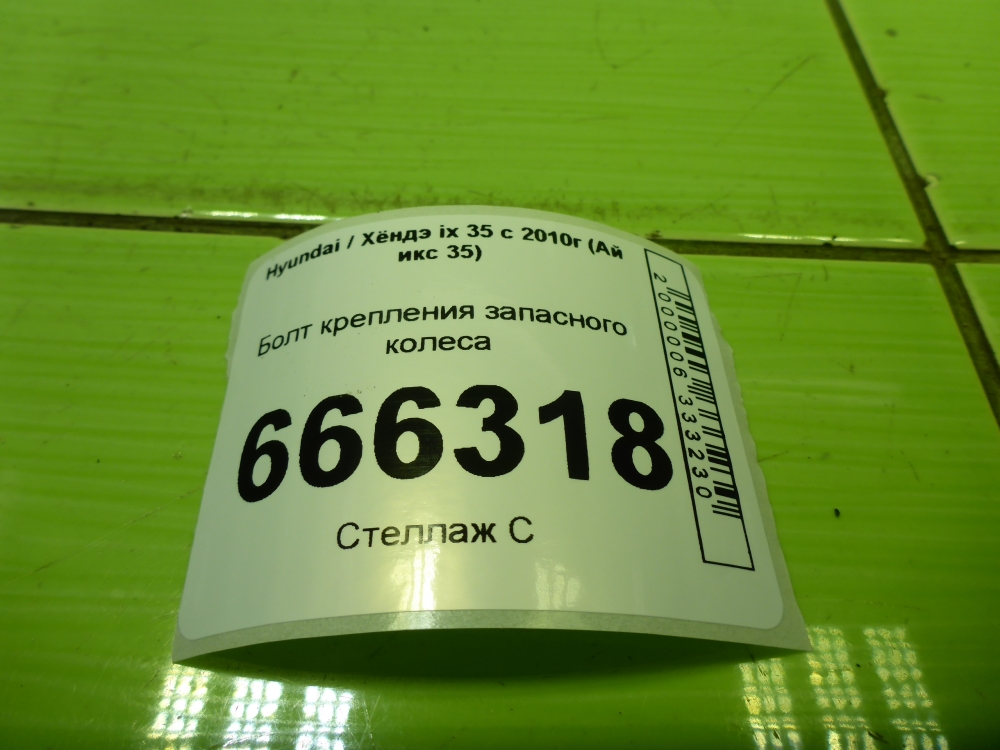 Hyundai / Хёндэ ix 35 с 2010г (Ай
икс 35)
Болт крепления запасного
колеса
666318
Стеллаж С
2000006333230